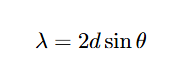 λ = 2d sin θ